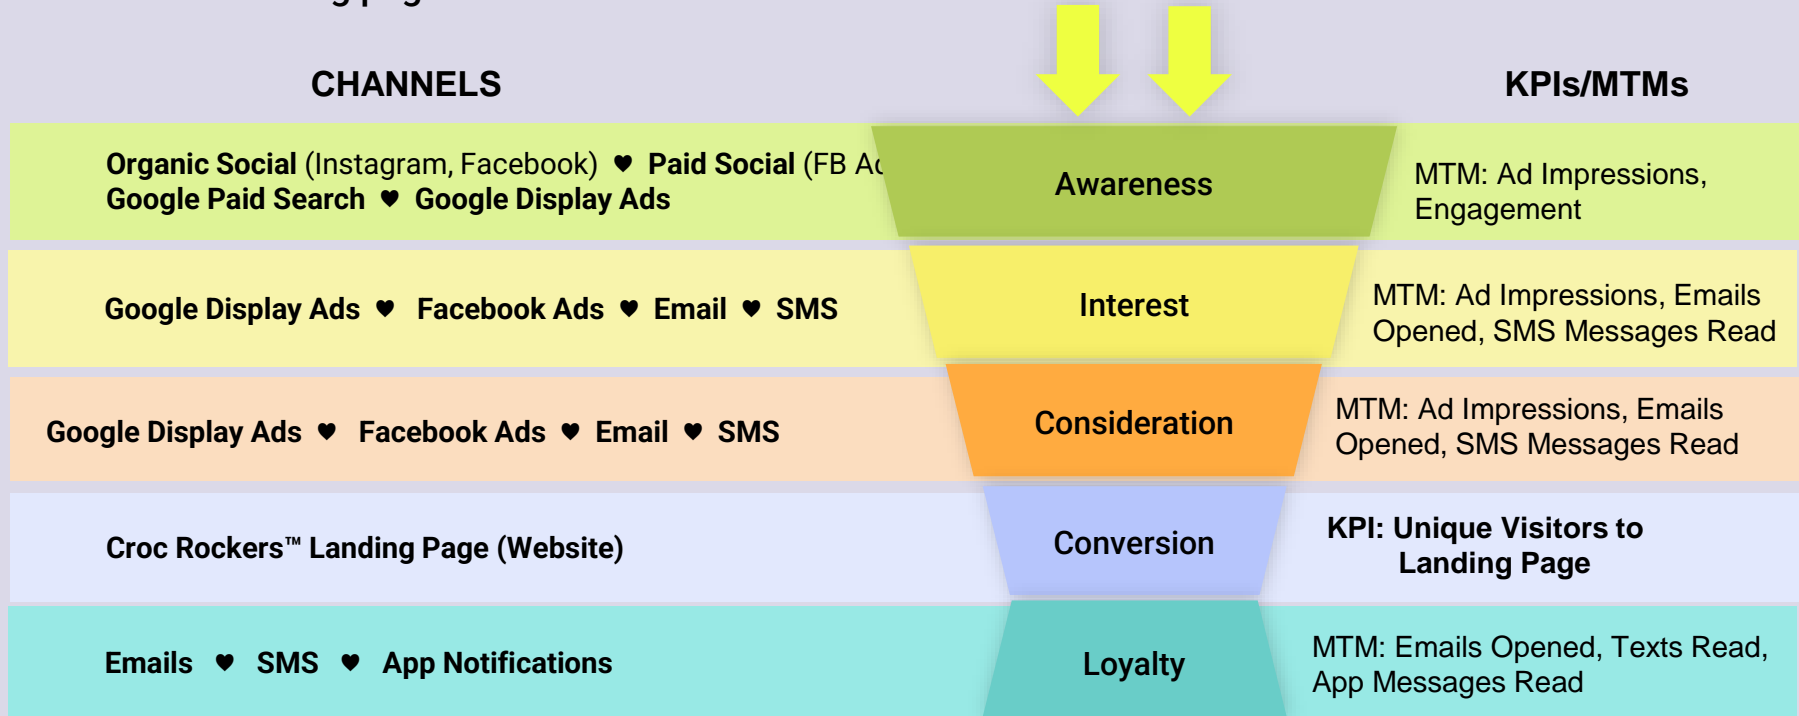 CHANNELS
KPIs/MTMs
Organic Social (Instagram, Facebook) ♥ Paid Social (FB
Google Paid Search ♥ Google Display Ads
Awareness
MTM: Ad Impressions,
Engagement
Google Display Ads ♥ Facebook Ads ♥ Email ♥ SMS
Interest
MTM: Ad Impressions, Emails
Opened, SMS Messages Read
Google Display Ads ♥ Facebook Ads ♥ Email ♥ SMS
Consideration
MTM: Ad Impressions, Emails
Opened, SMS Messages Read
Croc Rockers™ Landing Page (Website)
Conversion
KPI: Unique Visitors to
Landing Page
Emails ♥ SMS ♥ App Notifications
Loyalty
MTM: Emails Opened, Texts Read,
App Messages Read